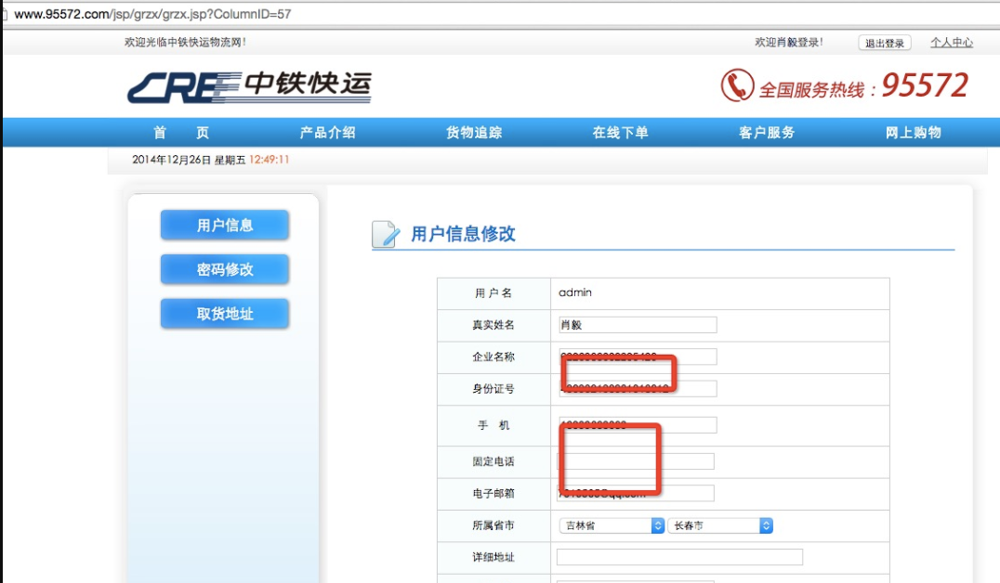 www.95572.com/jsp/grzx/grzx.jsp?ColumnID=57
欢迎光临中铁快运物流网!
欢迎肖毅登录! 退出登录 个人中心
CRE 中铁快运
全国服务热线:95572
首 页 产品介绍 货物追踪 在线下单 客户服务 网上购物
2014年12月26日 星期五 12:49:11
用户信息
密码修改
取货地址
用户信息修改
用 户 名 admin
真实姓名 肖毅
企业名称
身份证号
手 机
固定电话
电子邮箱
所属省市 吉林省 长春市
详细地址